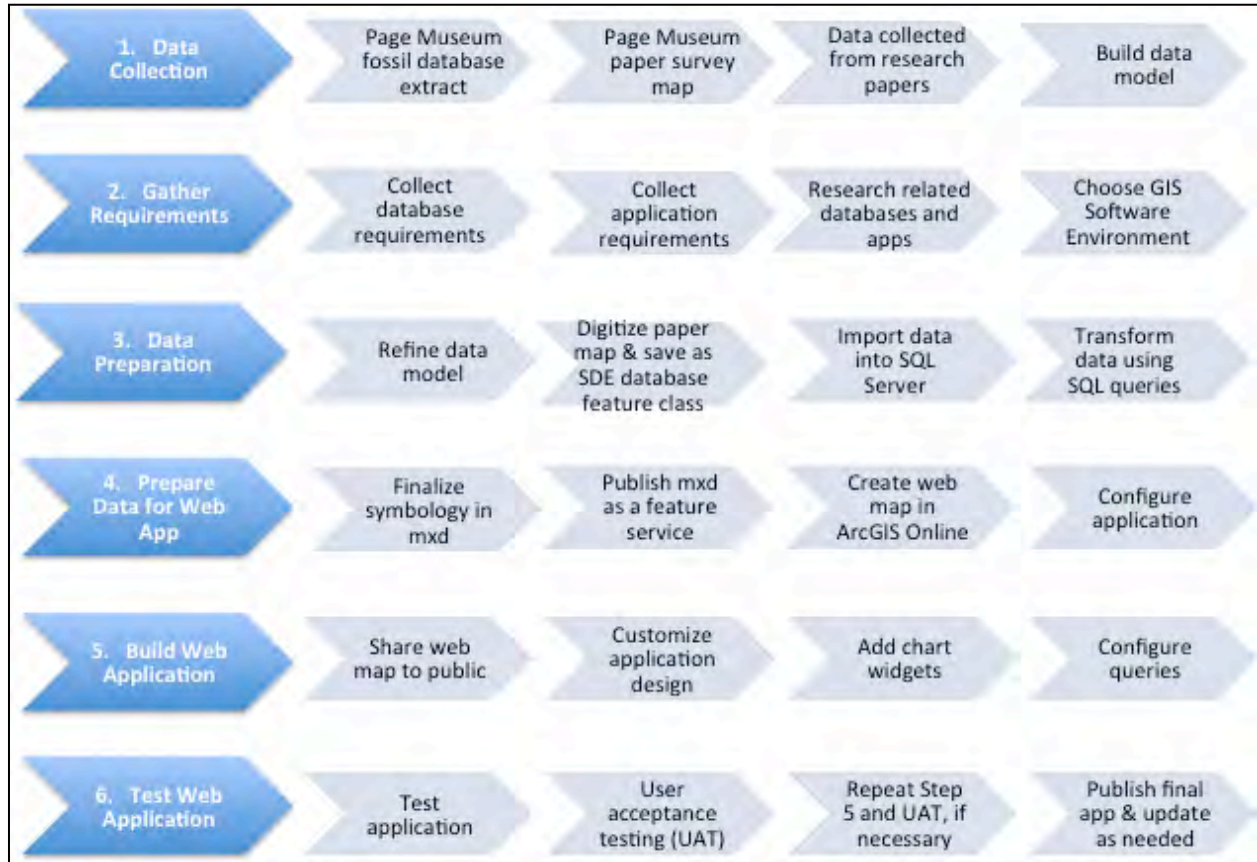 1. Data
Collection
Page Museum
fossil database
extract
Page Museum
paper survey
map
Data collected
from research
papers
Build data
model
2. Gather
Requirements
Collect
database
requirements
Collect
application
requirements
Research related
databases and
apps
Choose GIS
Software
Environment
3. Data
Preparation
Refine data
model
Digitize paper
map & save as
SDE database
feature class
Import data
into SQL
Server
Transform
data using
SQL queries
4. Prepare
Data for Web
App
Finalize
symbology in
mxd
Publish mxd
as a feature
service
Create web
map in
ArcGIS Online
Configure
application
5. Build Web
Application
Share web
map to public
Customize
application
design
Add chart
widgets
Configure
queries
6. Test Web
Application
Test
application
User
acceptance
testing (UAT)
Repeat Step
5 and UAT, if
necessary
Publish final
app & update
as needed